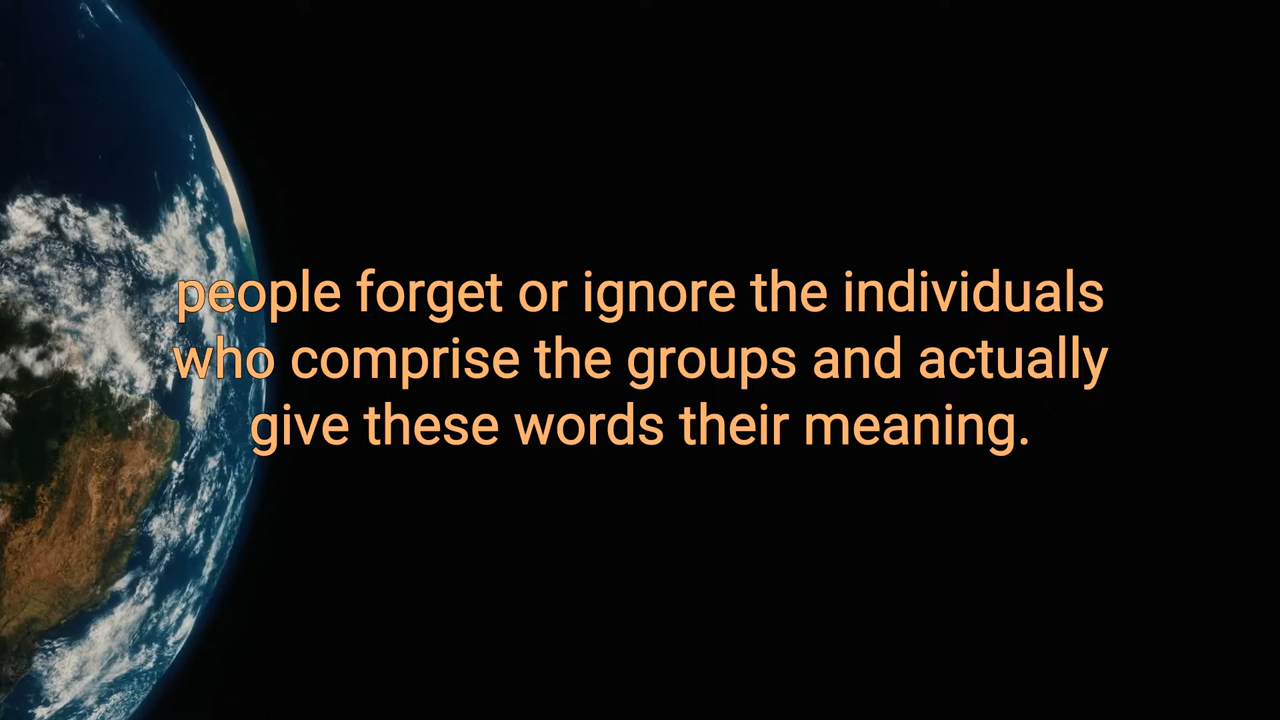 people forget or ignore the individuals
who comprise the groups and actually
give these words their meaning.